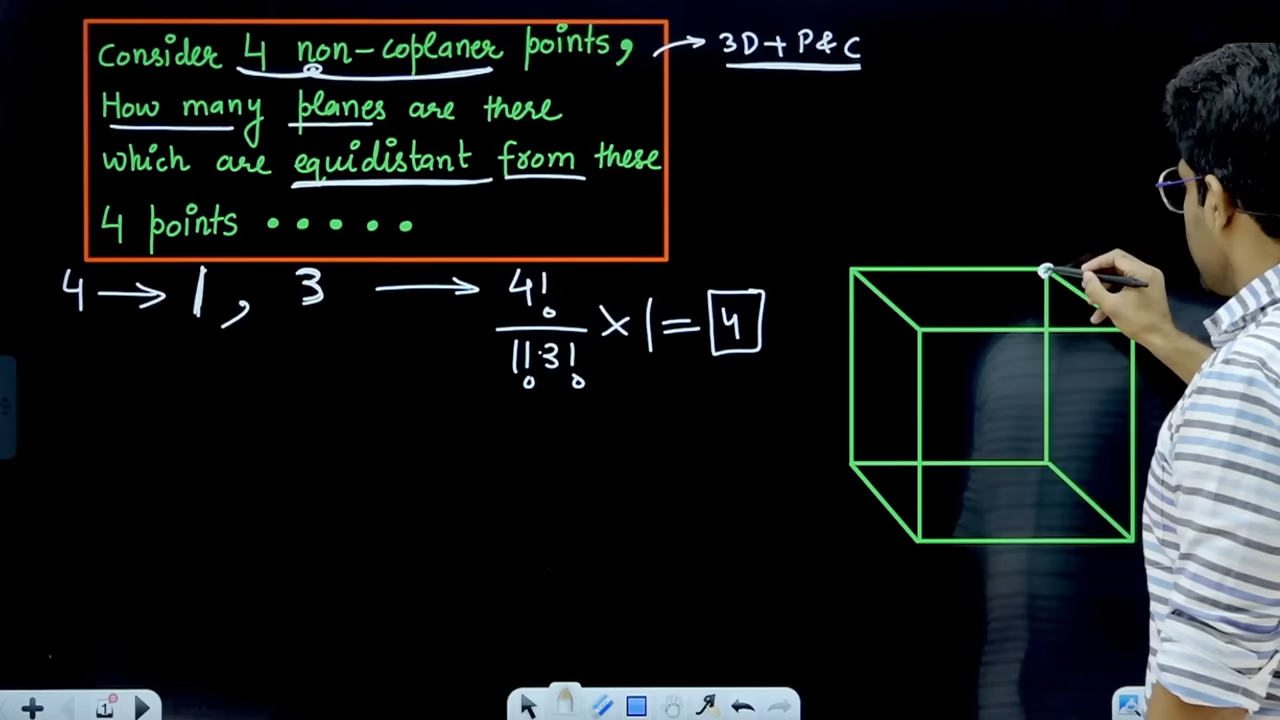 Consider 4 non-coplaner points,
→ 3D + P & C
How many planes are there
which are equidistant from these
4 points • • • • •
4 → 1, 3 → 4! / 1!·3! × 1 = 4
1